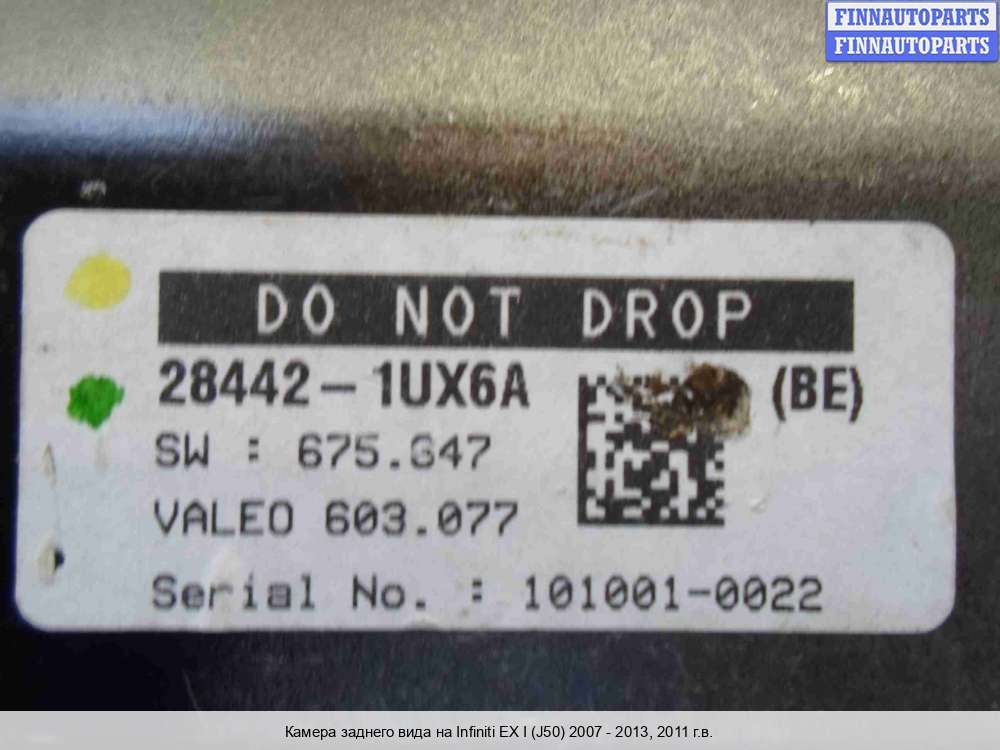 FINNAUTOPARTS
FINNAUTOPARTS
DO NOT DROP
28442-1UX6A (BE)
SW : 675.G47
VALEO 603.077
Serial No. : 101001-0022
Камера заднего вида на Infiniti EX I (J50) 2007 - 2013, 2011 г.в.